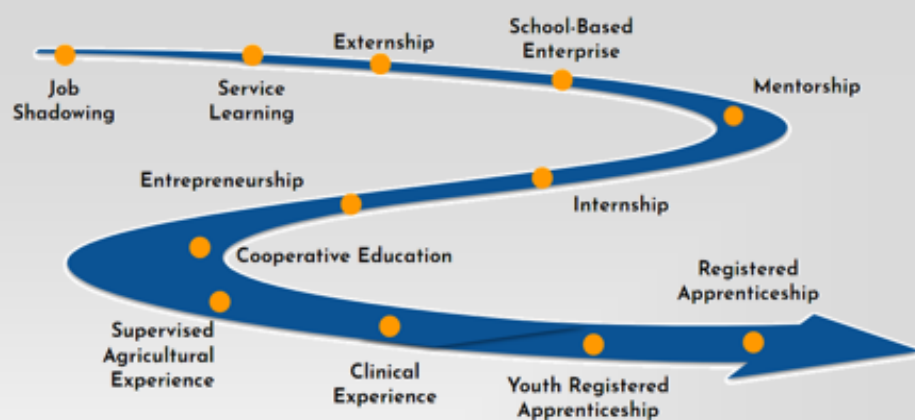 Job
Shadowing
Service
Learning
Externship
School-Based
Enterprise
Mentorship
Internship
Entrepreneurship
Cooperative Education
Supervised
Agricultural
Experience
Clinical
Experience
Youth Registered
Apprenticeship
Registered
Apprenticeship